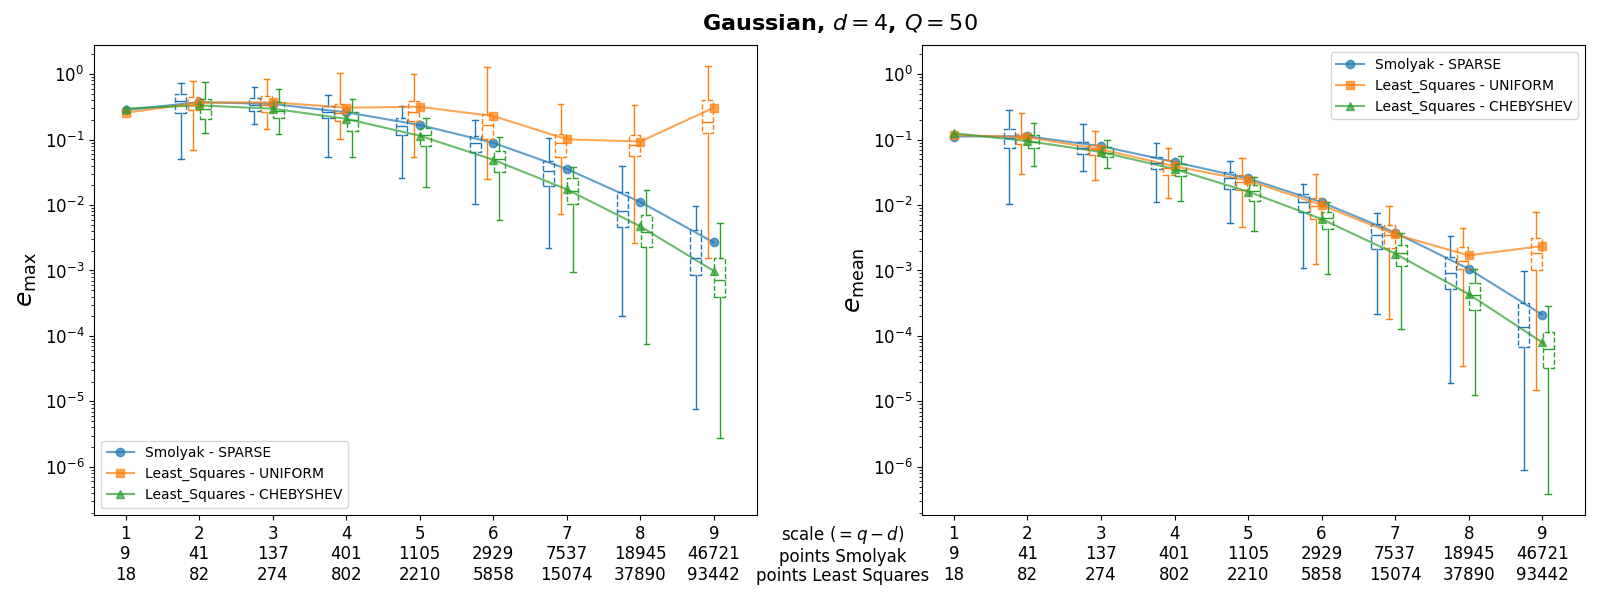 Gaussian, d = 4, Q = 50
10⁰
10⁻¹
10⁻²
10⁻³
10⁻⁴
10⁻⁵
10⁻⁶
e_max
Smolyak - SPARSE
Least_Squares - UNIFORM
Least_Squares - CHEBYSHEV
10⁰
10⁻¹
10⁻²
10⁻³
10⁻⁴
10⁻⁵
10⁻⁶
e_mean
Smolyak - SPARSE
Least_Squares - UNIFORM
Least_Squares - CHEBYSHEV
1 2 3 4 5 6 7 8 9 scale (= q − d) 1 2 3 4 5 6 7 8 9
9 41 137 401 1105 2929 7537 18945 46721 points Smolyak 9 41 137 401 1105 2929 7537 18945 46721
18 82 274 802 2210 5858 15074 37890 93442 points Least Squares 18 82 274 802 2210 5858 15074 37890 93442